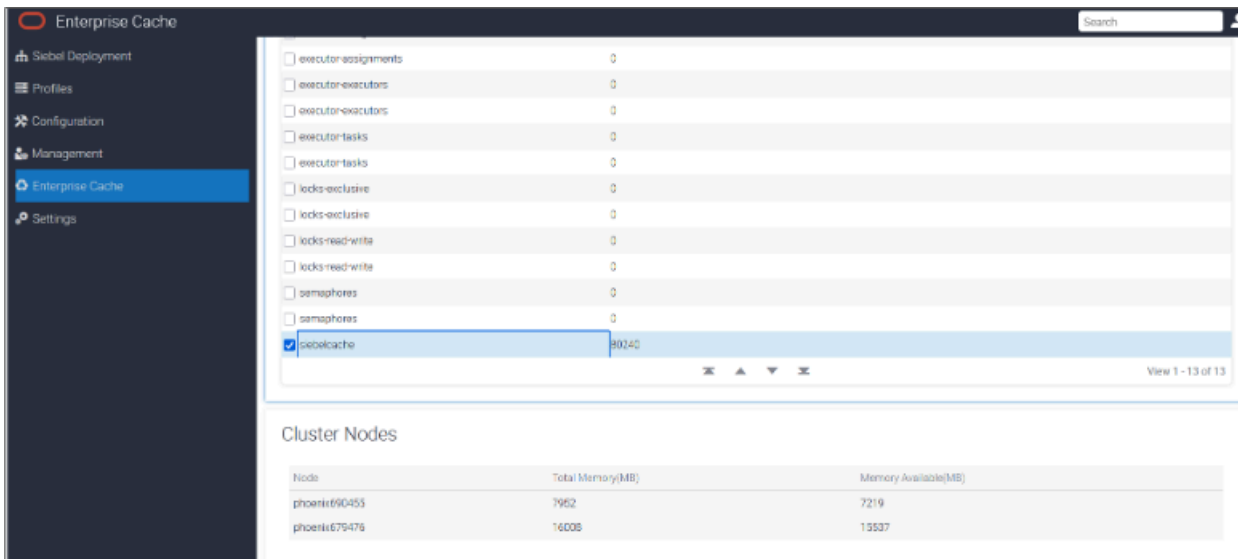 Enterprise Cache
Search
Siebel Deployment
Profiles
Configuration
Management
Enterprise Cache
Settings
executor-assignments 0
executor-executors 0
executor-executors 0
executor-tasks 0
executor-tasks 0
locks-exclusive 0
locks-exclusive 0
locks-read-write 0
locks-read-write 0
semaphores 0
semaphores 0
siebelcache 80240
View 1 - 13 of 13
Cluster Nodes
Node Total Memory(MB) Memory Available(MB)
phoenix690455 7962 7219
phoenix679476 16008 15537